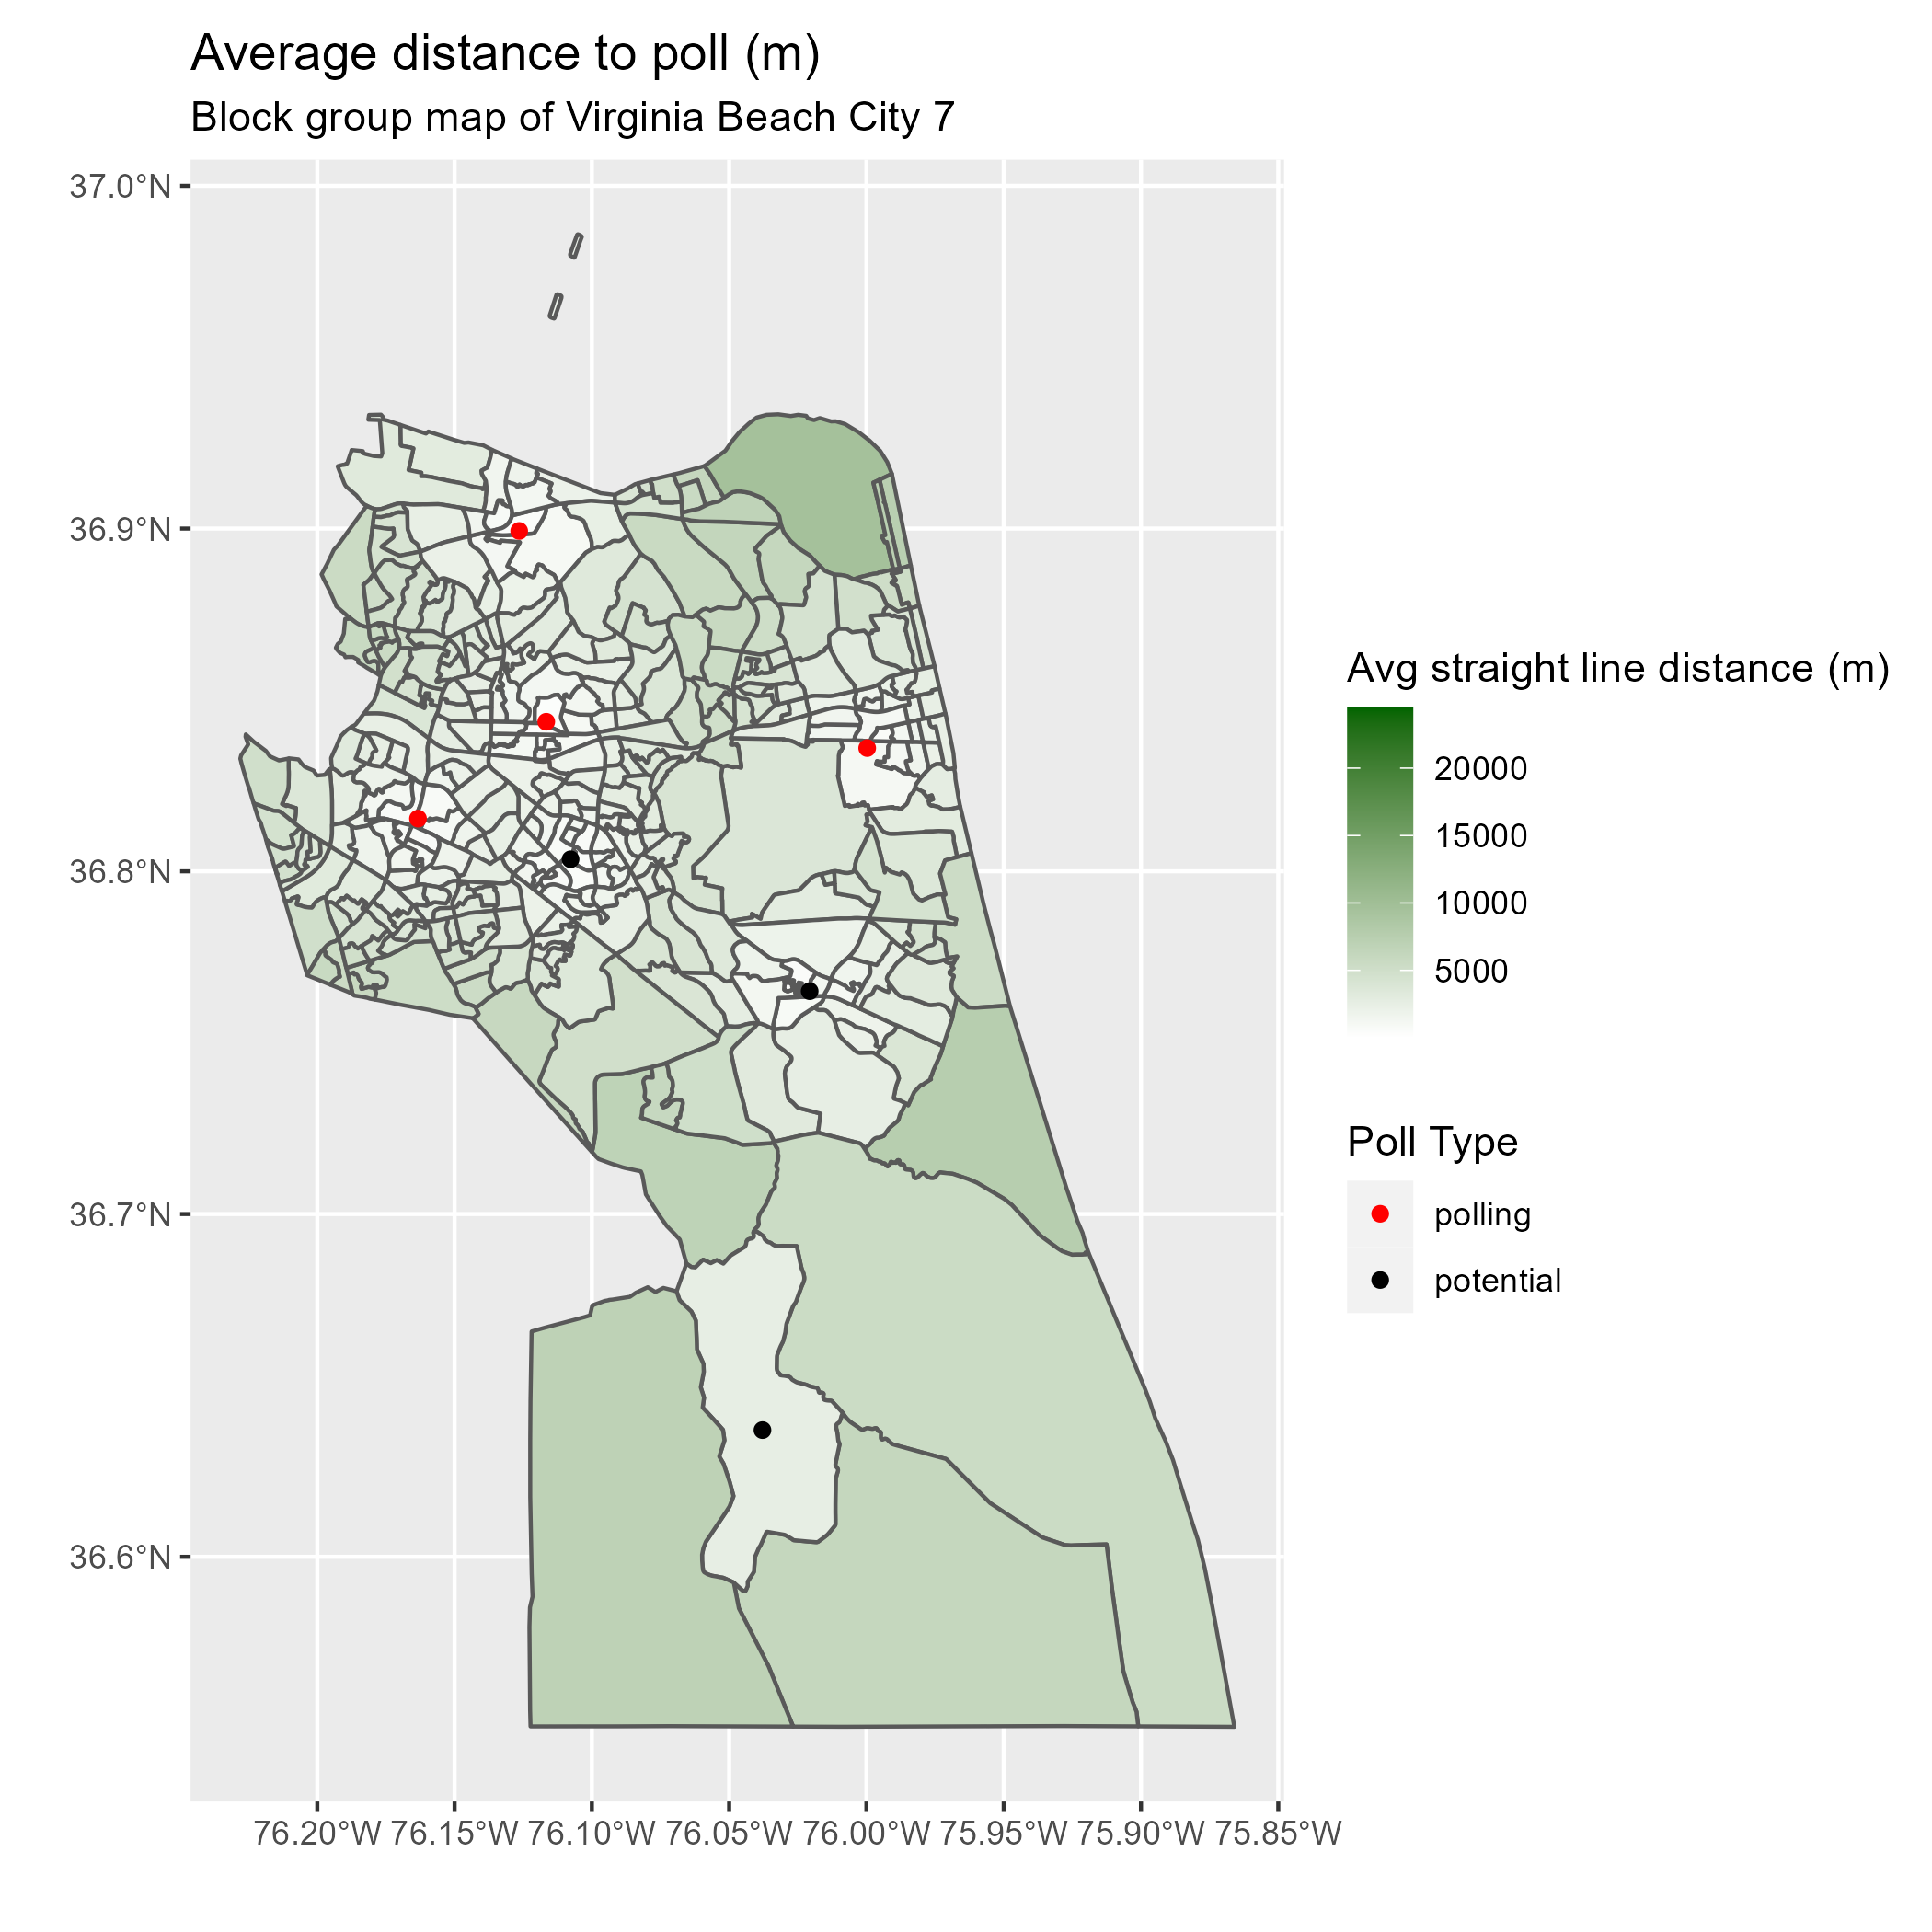 Average distance to poll (m)
Block group map of Virginia Beach City 7
37.0°N
36.9°N
36.8°N
36.7°N
36.6°N
76.20°W 76.15°W 76.10°W 76.05°W 76.00°W 75.95°W 75.90°W 75.85°W
Avg straight line distance (m)
20000
15000
10000
5000
Poll Type
polling
potential